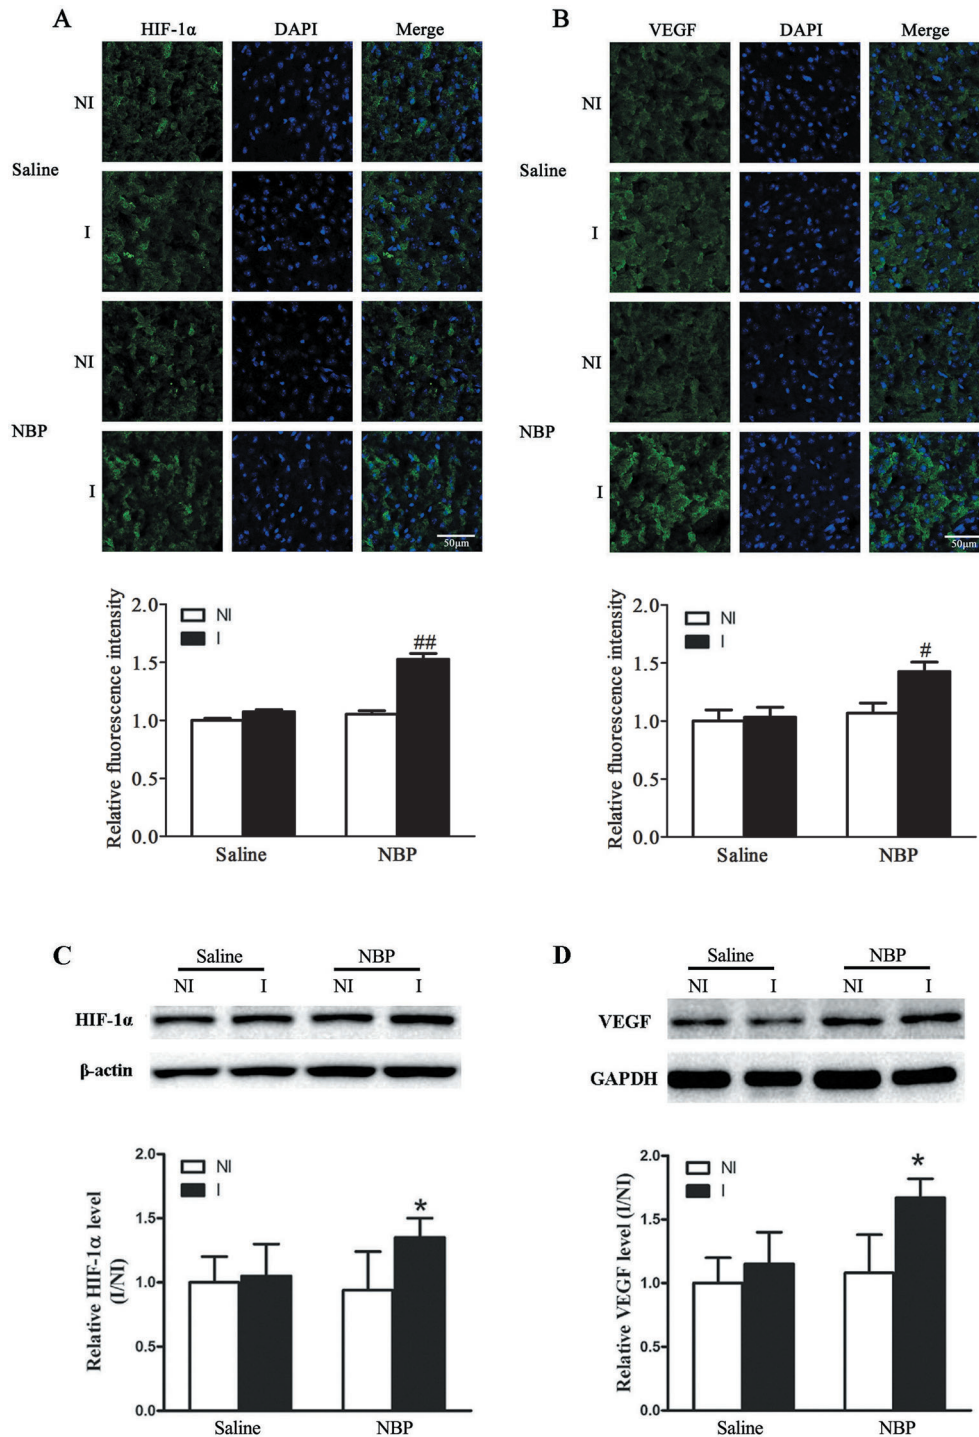 A
HIF-1α DAPI Merge
NI
Saline
I
NI
NBP
I
50μm
Relative fluorescence intensity
2.0
1.5
1.0
0.5
0.0
NI
I
##
Saline NBP
B
VEGF DAPI Merge
NI
Saline
I
NI
NBP
I
50μm
Relative fluorescence intensity
2.0
1.5
1.0
0.5
0.0
NI
I
#
Saline NBP
C
Saline NBP
NI I NI I
HIF-1α
β-actin
Relative HIF-1α level
(I/NI)
2.0
1.5
1.0
0.5
0.0
NI
I
*
Saline NBP
D
Saline NBP
NI I NI I
VEGF
GAPDH
Relative VEGF level (I/NI)
2.0
1.5
1.0
0.5
0.0
NI
I
*
Saline NBP